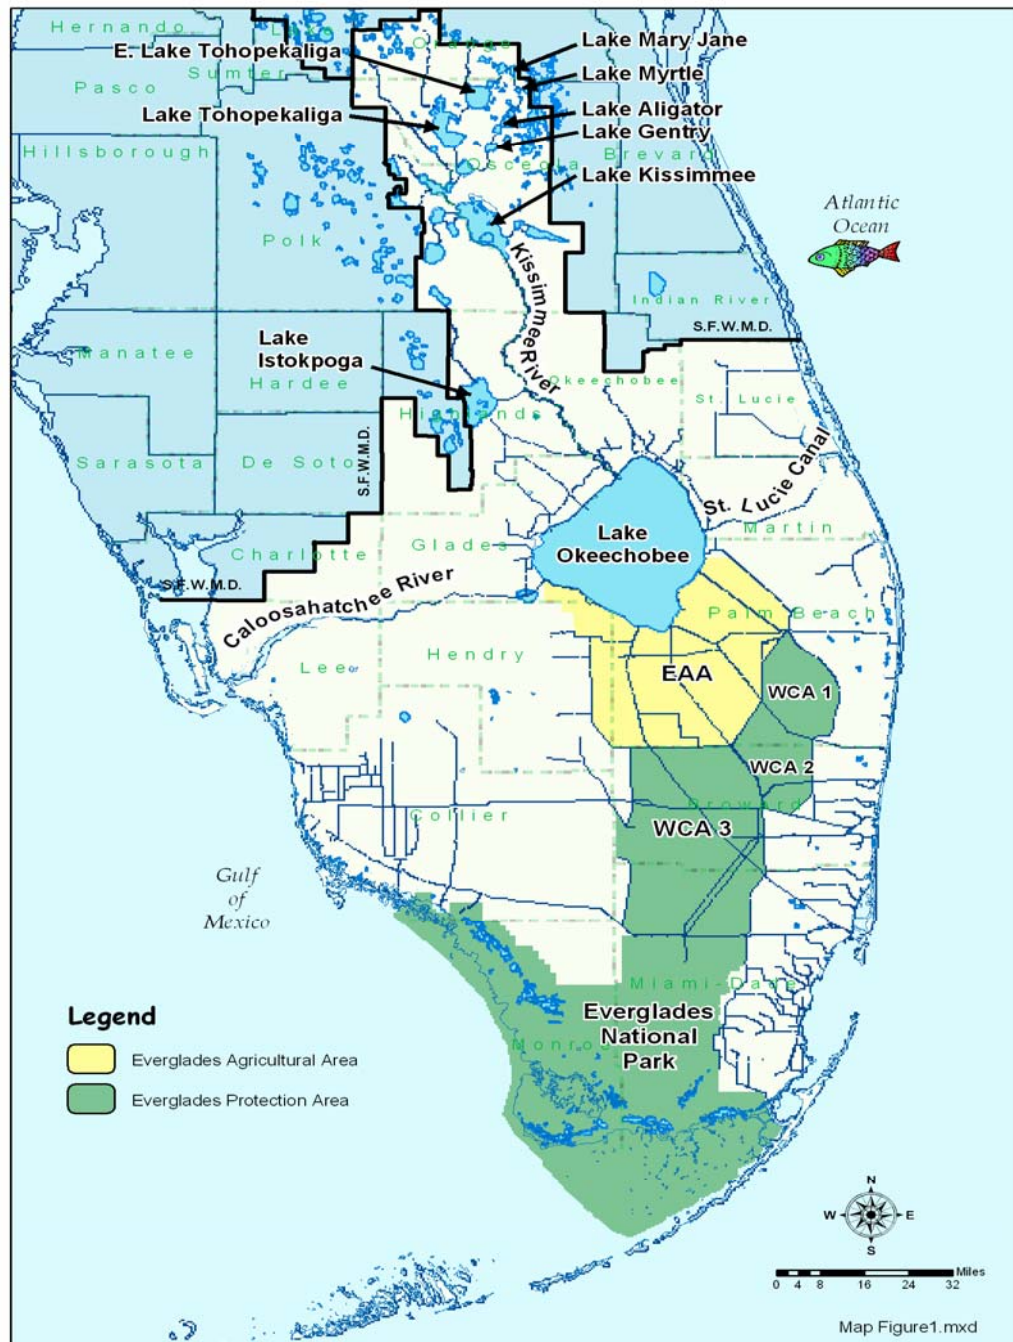 Hernando
Lake
Orange
E. Lake Tohopekaliga
Lake Mary Jane
Sumter
Lake Myrtle
Pasco
Lake Tohopekaliga
Lake Aligator
Lake Gentry
Hillsborough
Osceola
Brevard
Lake Kissimmee
Atlantic
Ocean
Polk
Kissimmee River
Indian River
S.F.W.M.D.
Manatee
Lake
Istokpoga
Hardee
Okeechobee
St. Lucie
Highlands
Sarasota
De Soto
S.F.W.M.D.
St. Lucie Canal
Martin
Lake
Okeechobee
Charlotte
Glades
S.F.W.M.D.
Caloosahatchee River
Palm Beach
Lee
Hendry
EAA
WCA 1
WCA 2
Broward
Collier
WCA 3
Gulf
of
Mexico
Miami-Dade
Everglades
National
Park
Monroe
Legend
Everglades Agricultural Area
Everglades Protection Area
N
W E
S
0 4 8 16 24 32 Miles
Map Figure1.mxd